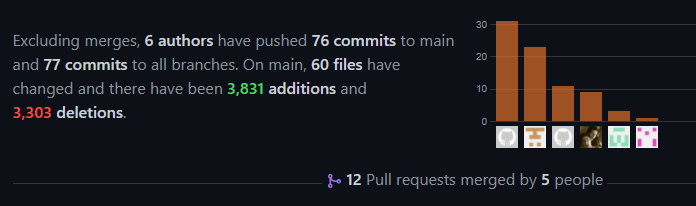 Excluding merges, 6 authors have pushed 76 commits to main
and 77 commits to all branches. On main, 60 files have
changed and there have been 3,831 additions and
3,303 deletions.
30
20
10
0
12 Pull requests merged by 5 people